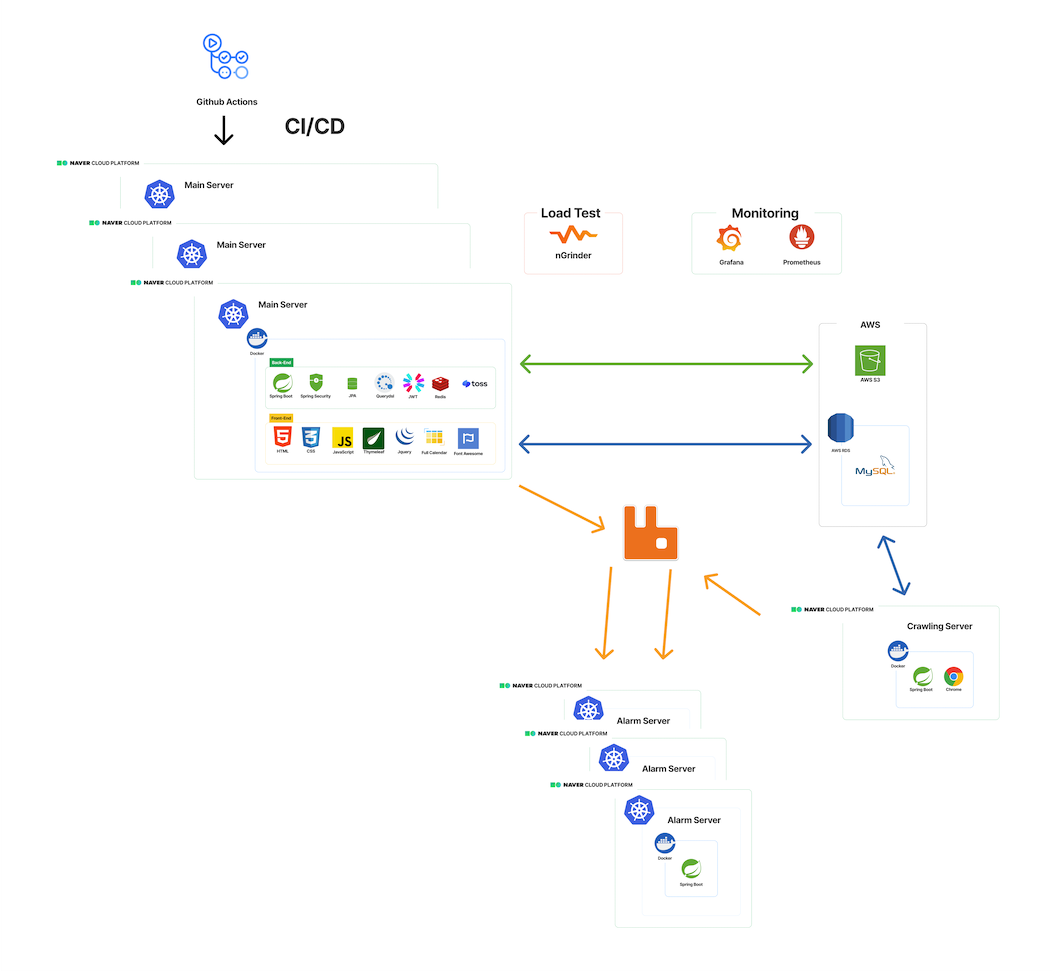 Github Actions
CI/CD
NAVER CLOUD PLATFORM
Main Server
NAVER CLOUD PLATFORM
Main Server
Load Test
nGrinder
Monitoring
Grafana
Prometheus
NAVER CLOUD PLATFORM
Main Server
Docker
Back-End
Spring Boot
Spring Security
JPA
Querydsl
JWT
Redis
toss
Front-End
HTML
CSS
JS
JavaScript
Thymeleaf
Jquery
Full Calendar
Font Awesome
AWS
AWS S3
AWS RDS
MySQL
NAVER CLOUD PLATFORM
Crawling Server
Docker
Spring Boot
Chrome
NAVER CLOUD PLATFORM
Alarm Server
NAVER CLOUD PLATFORM
Alarm Server
NAVER CLOUD PLATFORM
Alarm Server
Docker
Spring Boot